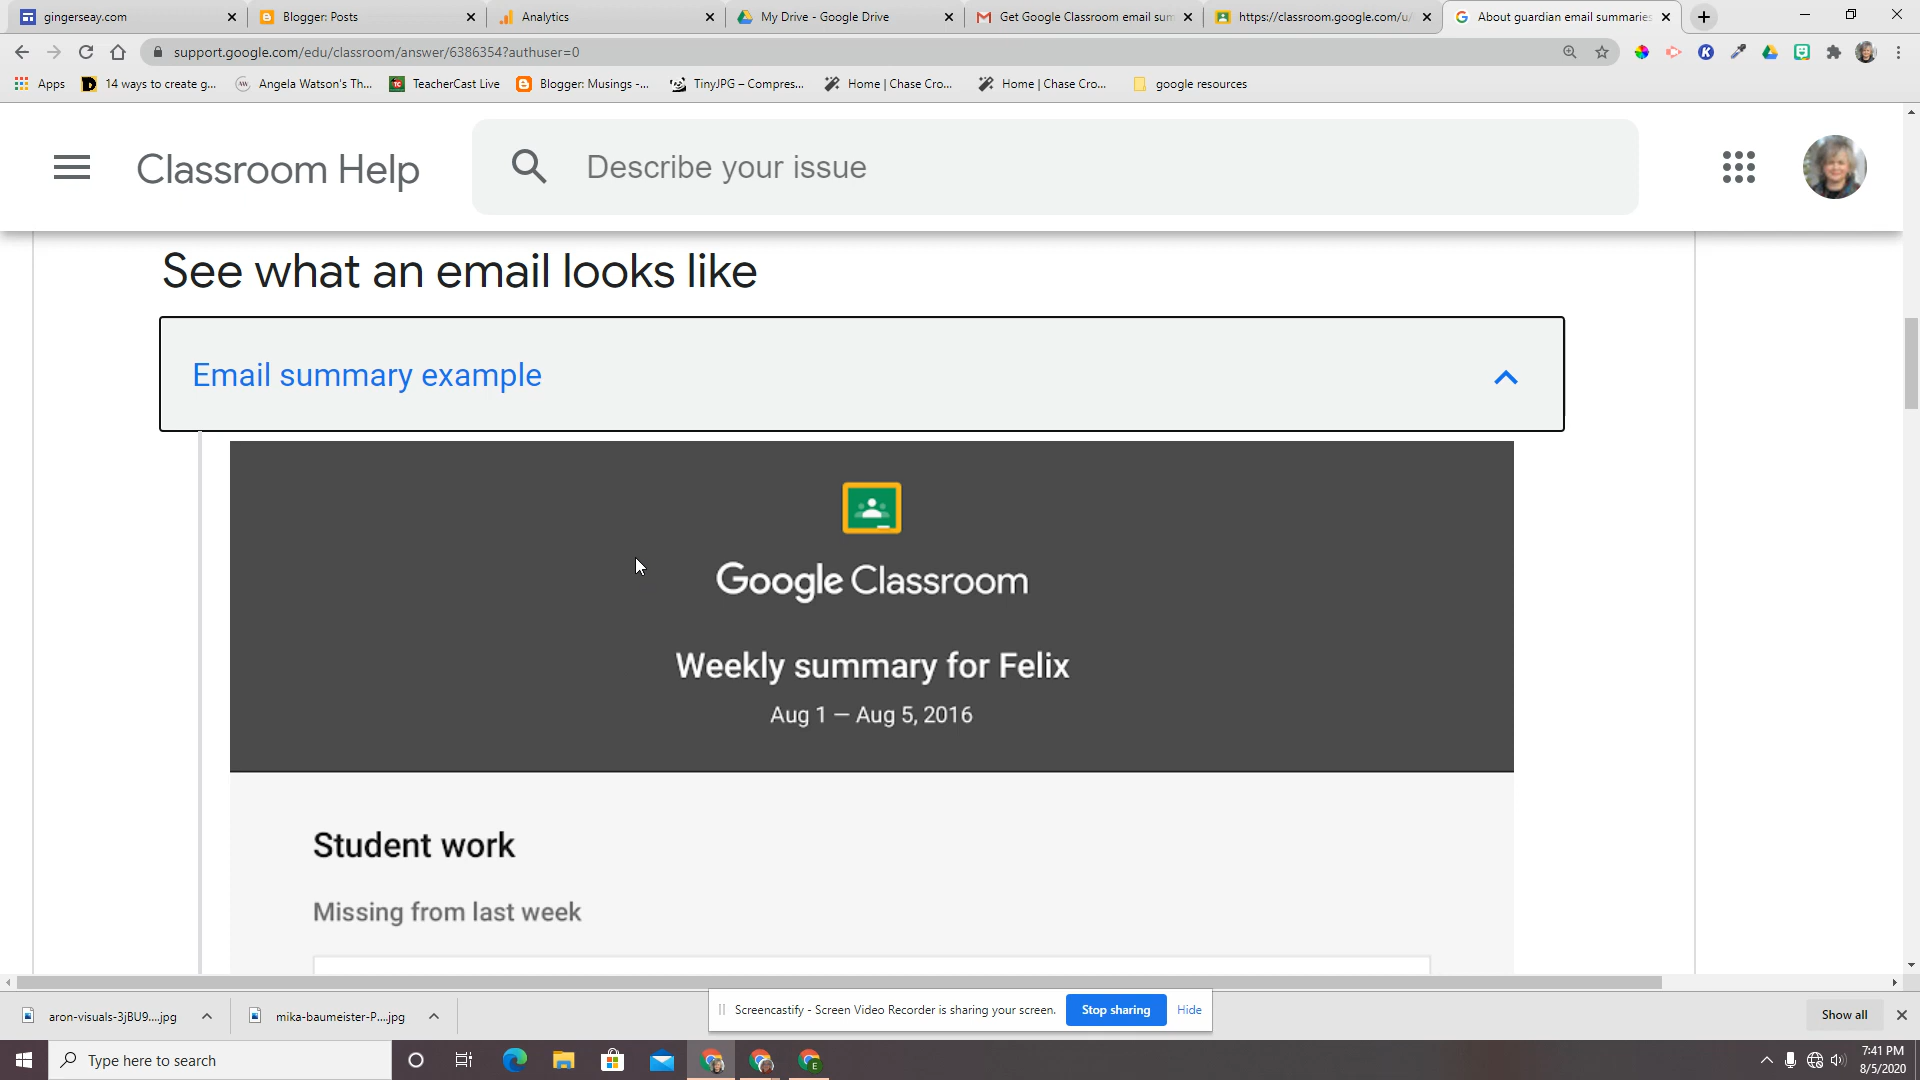 gingerseay.com
Blogger: Posts
Analytics
My Drive - Google Drive
Get Google Classroom email sum
https://classroom.google.com/u/
About guardian email summaries
support.google.com/edu/classroom/answer/6386354?authuser=0
Apps
14 ways to create g...
Angela Watson's Th...
TeacherCast Live
Blogger: Musings -...
TinyJPG – Compres...
Home | Chase Cro...
Home | Chase Cro...
google resources
Classroom Help
Describe your issue
See what an email looks like
Email summary example
Google Classroom
Weekly summary for Felix
Aug 1 — Aug 5, 2016
Student work
Missing from last week
aron-visuals-3jBU9....jpg
mika-baumeister-P....jpg
Screencastify - Screen Video Recorder is sharing your screen.
Stop sharing
Hide
Show all
Type here to search
7:41 PM
8/5/2020